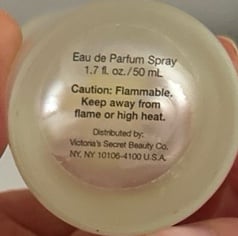 Eau de Parfum Spray
1.7 fl. oz./50 mL
Caution: Flammable.
Keep away from
flame or high heat.
Distributed by:
Victoria's Secret Beauty Co.
NY, NY 10106-4100 U.S.A.